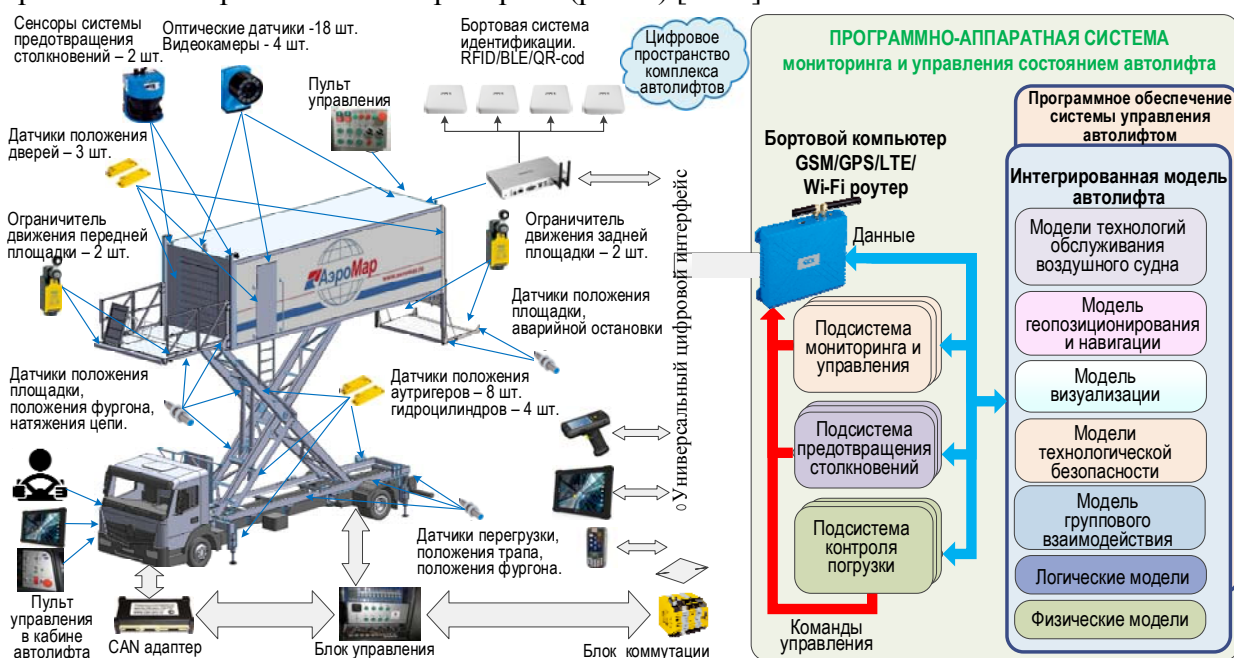 Сенсоры системы
предотвращения
столкновений – 2 шт.
Оптические датчики -18 шт.
Видеокамеры - 4 шт.
Пульт
управления
Бортовая система
идентификации.
RFID/BLE/QR-cod
Цифровое
пространство
комплекса
автолифтов
Датчики положения
дверей – 3 шт.
Ограничитель
движения передней
площадки – 2 шт.
Ограничитель
движения задней
площадки – 2 шт.
АэроМар
www.aeromar.ru
Датчики положения
площадки,
аварийной остановки
Датчики положения
площадки,
положения фургона,
натяжения цепи.
Датчики положения
аутригеров – 8 шт.
гидроцилиндров – 4 шт.
Датчики перегрузки,
положения трапа,
положения фургона.
Пульт
управления
в кабине
автолифта
CAN адаптер
Блок управления
Блок коммутации
Универсальный цифровой интерфейс
ПРОГРАММНО-АППАРАТНАЯ СИСТЕМА
мониторинга и управления состоянием автолифта
Бортовой компьютер
GSM/GPS/LTE/
Wi-Fi роутер
Данные
Подсистема
мониторинга и
управления
Подсистема
предотвращения
столкновений
Подсистема
контроля
погрузки
Команды
управления
Программное обеспечение
системы управления
автолифтом
Интегрированная модель
автолифта
Модели технологий
обслуживания
воздушного судна
Модель
геопозиционирования
и навигации
Модель
визуализации
Модели
технологической
безопасности
Модель
группового
взаимодействия
Логические модели
Физические модели